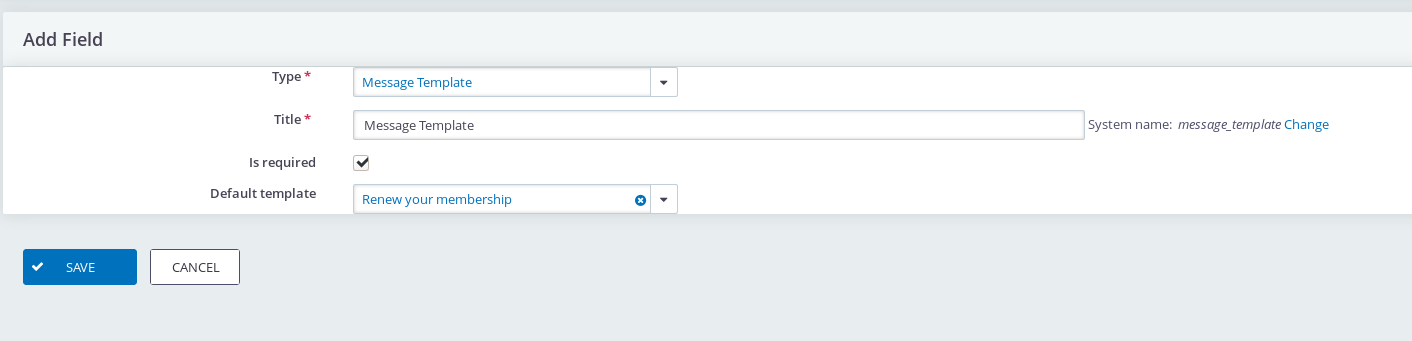 Add Field
Type *
Message Template
Title *
Message Template
System name: message_template Change
Is required
Default template
Renew your membership
SAVE
CANCEL